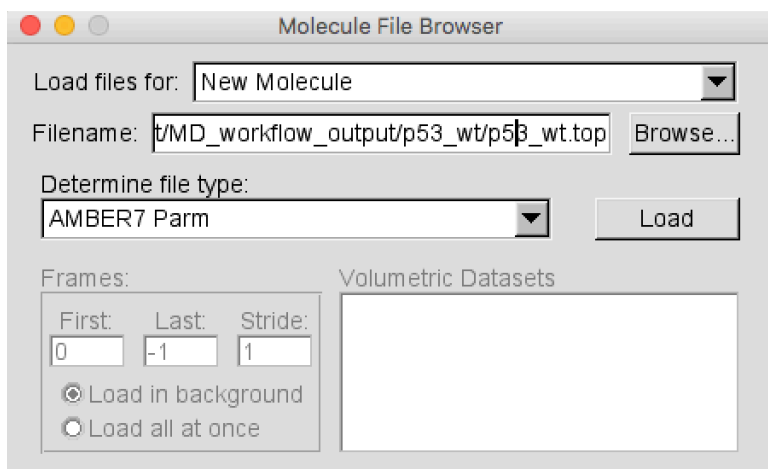 Molecule File Browser
Load files for: New Molecule
Filename: t/MD_workflow_output/p53_wt/p53_wt.top Browse...
Determine file type:
AMBER7 Parm Load
Frames: Volumetric Datasets
First: Last: Stride:
0 -1 1
Load in background
Load all at once